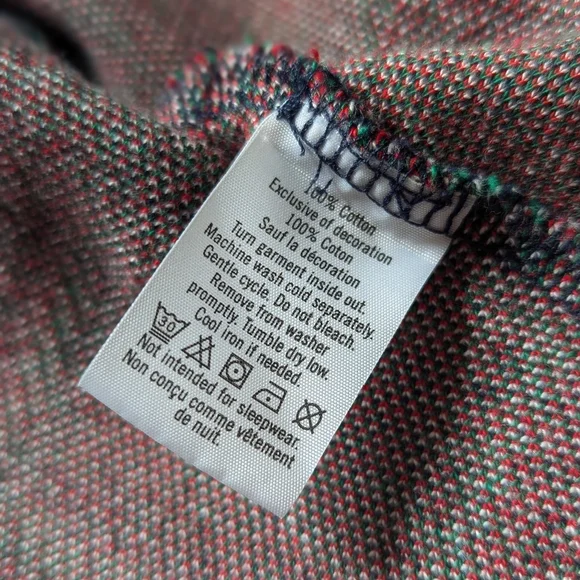 100% Cotton
Exclusive of decoration
100% Coton
Sauf la décoration
Turn garment inside out.
Machine wash cold separately.
Gentle cycle. Do not bleach.
Remove from washer
promptly. Tumble dry low.
Cool iron if needed.
30
Not intended for sleepwear.
Non conçu comme vêtement
de nuit.